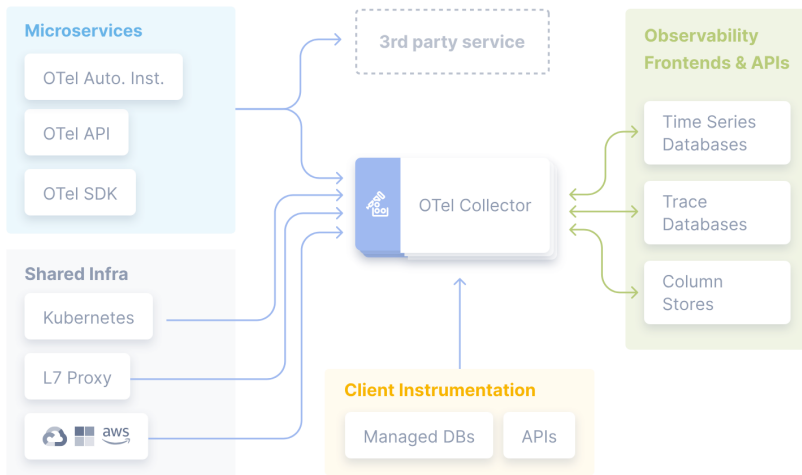 Microservices
OTel Auto. Inst.
OTel API
OTel SDK
Shared Infra
Kubernetes
L7 Proxy
aws
3rd party service
OTel Collector
Client Instrumentation
Managed DBs
APIs
Observability
Frontends & APIs
Time Series
Databases
Trace
Databases
Column
Stores